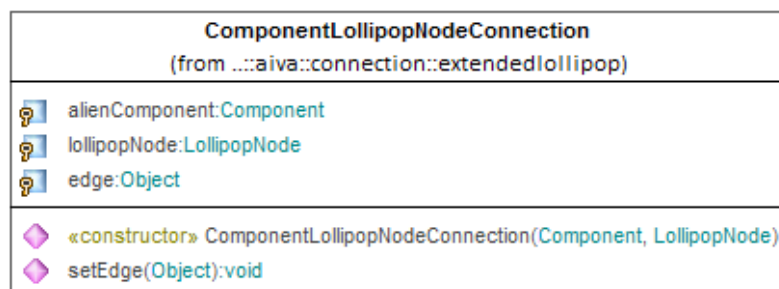 ComponentLollipopNodeConnection
(from ..::aiva::connection::extendedlollipop)
alienComponent:Component
lollipopNode:LollipopNode
edge:Object
«constructor» ComponentLollipopNodeConnection(Component, LollipopNode)
setEdge(Object):void